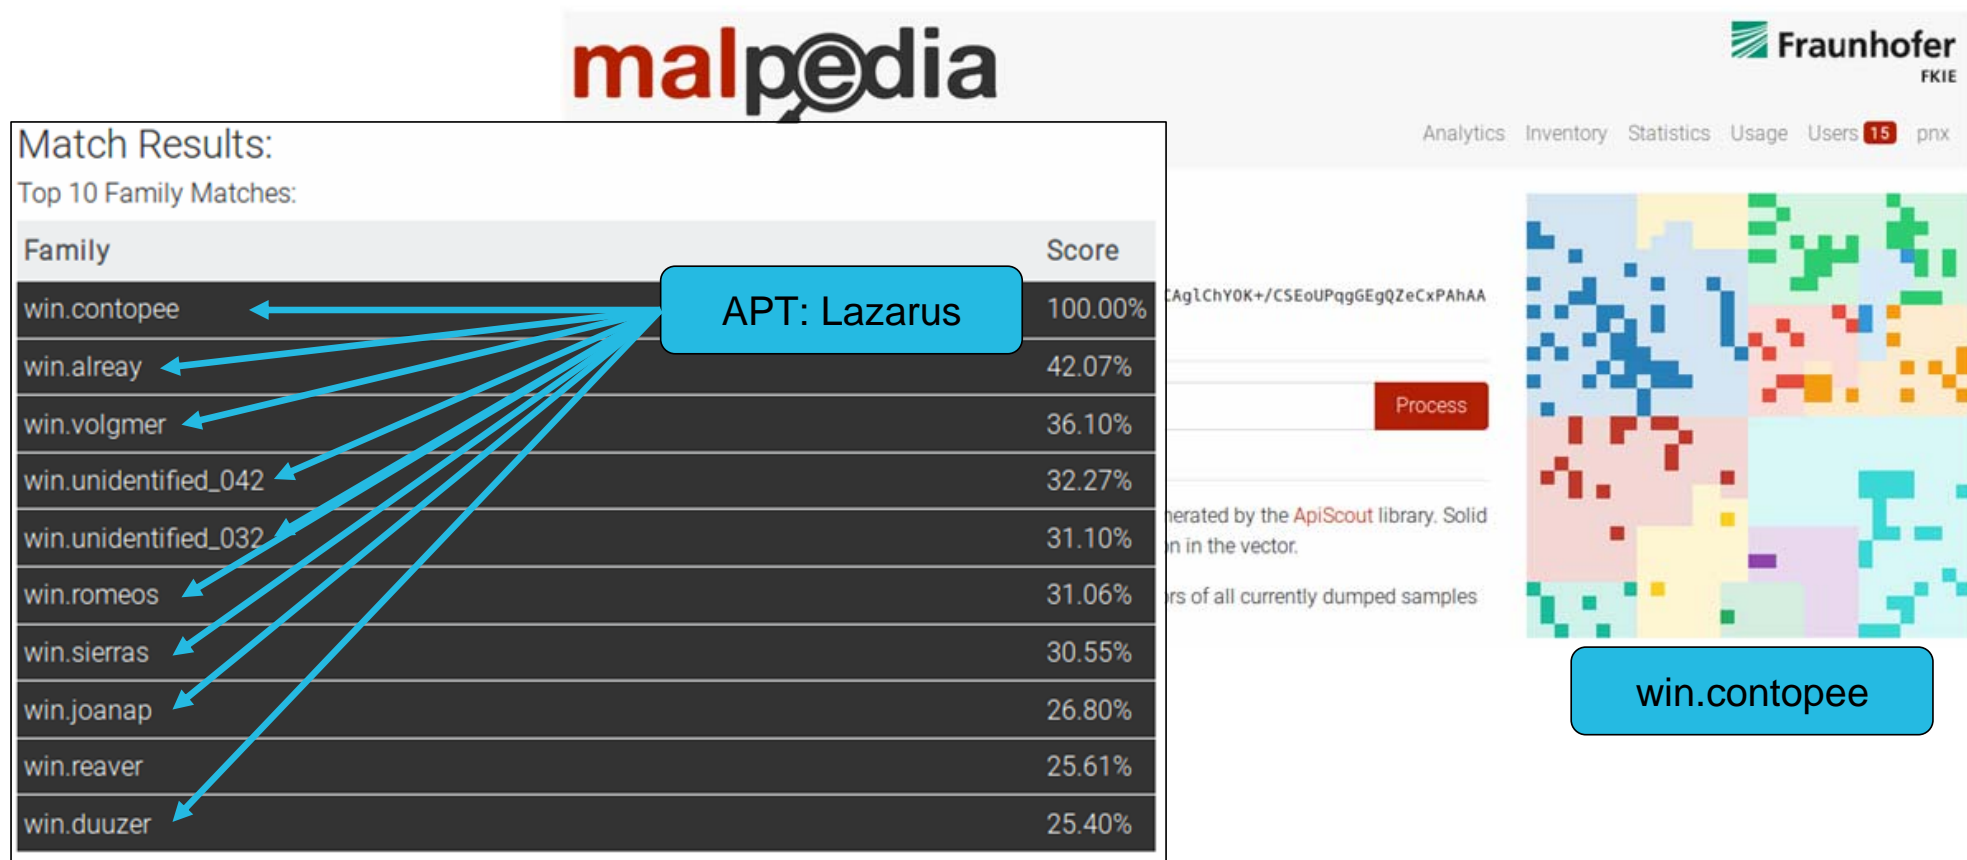 malpedia
Fraunhofer
FKIE
Analytics Inventory Statistics Usage Users 15 pnx
Match Results:
Top 10 Family Matches:
Family Score
win.contopee 100.00%
win.alreay 42.07%
win.volgmer 36.10%
win.unidentified_042 32.27%
win.unidentified_032 31.10%
win.romeos 31.06%
win.sierras 30.55%
win.joanap 26.80%
win.reaver 25.61%
win.duuzer 25.40%
APT: Lazarus
CAglChY0K+/CSEoUPqgGEgQZeCxPAhAA
Process
nerated by the ApiScout library. Solid
on in the vector.
ors of all currently dumped samples
win.contopee